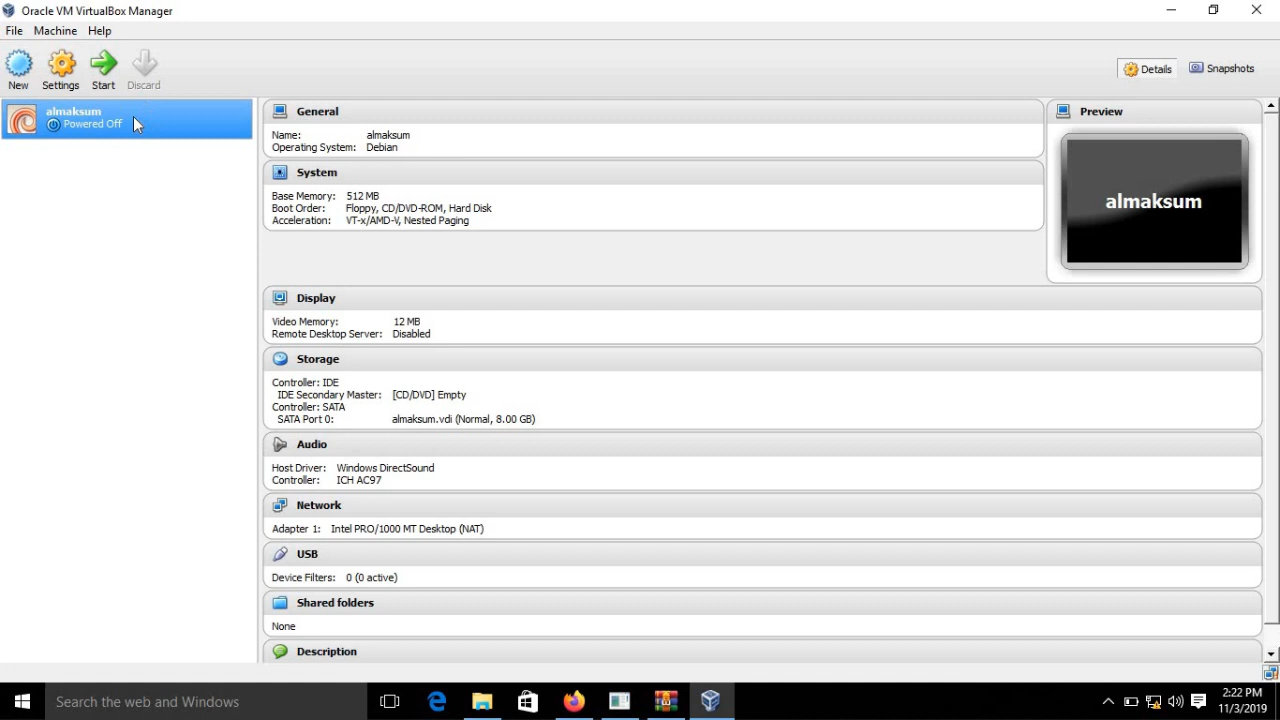 Oracle VM VirtualBox Manager
File Machine Help
New Settings Start Discard
Details Snapshots
almaksum
Powered Off
General
Name: almaksum
Operating System: Debian
System
Base Memory: 512 MB
Boot Order: Floppy, CD/DVD-ROM, Hard Disk
Acceleration: VT-x/AMD-V, Nested Paging
Preview
almaksum
Display
Video Memory: 12 MB
Remote Desktop Server: Disabled
Storage
Controller: IDE
IDE Secondary Master: [CD/DVD] Empty
Controller: SATA
SATA Port 0: almaksum.vdi (Normal, 8.00 GB)
Audio
Host Driver: Windows DirectSound
Controller: ICH AC97
Network
Adapter 1: Intel PRO/1000 MT Desktop (NAT)
USB
Device Filters: 0 (0 active)
Shared folders
None
Description
Search the web and Windows
2:22 PM
11/3/2019